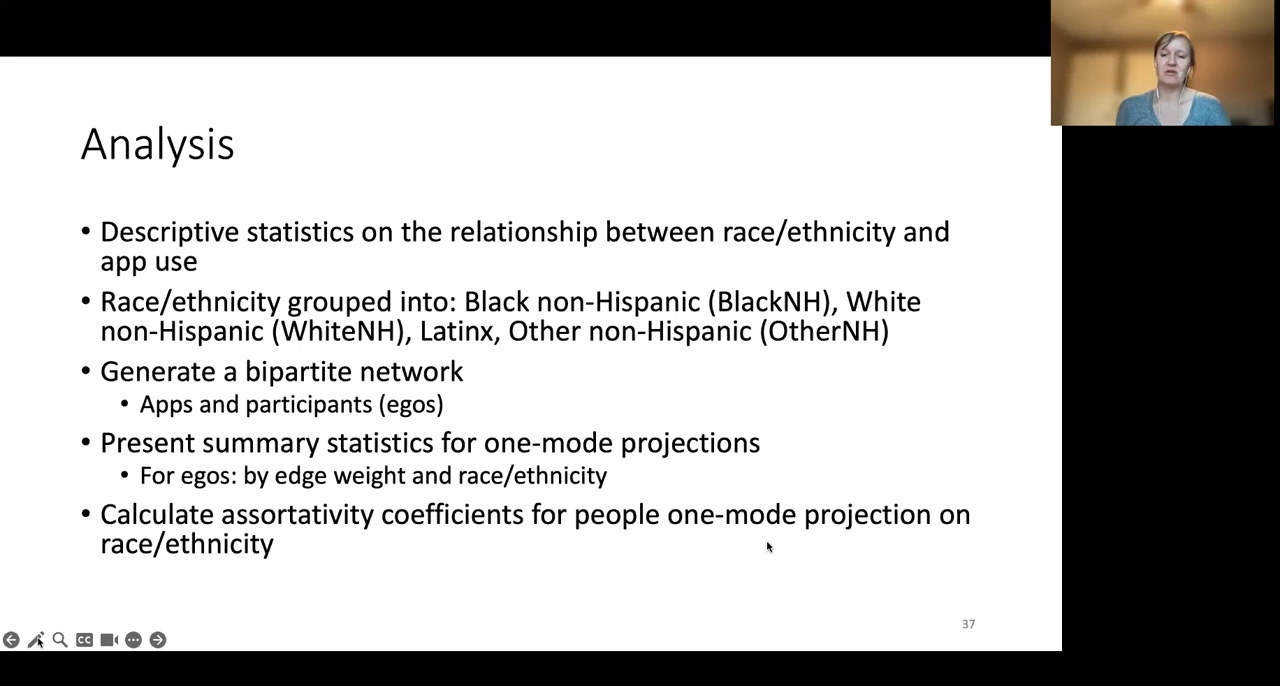 Analysis
• Descriptive statistics on the relationship between race/ethnicity and
app use
• Race/ethnicity grouped into: Black non-Hispanic (BlackNH), White
non-Hispanic (WhiteNH), Latinx, Other non-Hispanic (OtherNH)
• Generate a bipartite network
• Apps and participants (egos)
• Present summary statistics for one-mode projections
• For egos: by edge weight and race/ethnicity
• Calculate assortativity coefficients for people one-mode projection on
race/ethnicity
37
CC